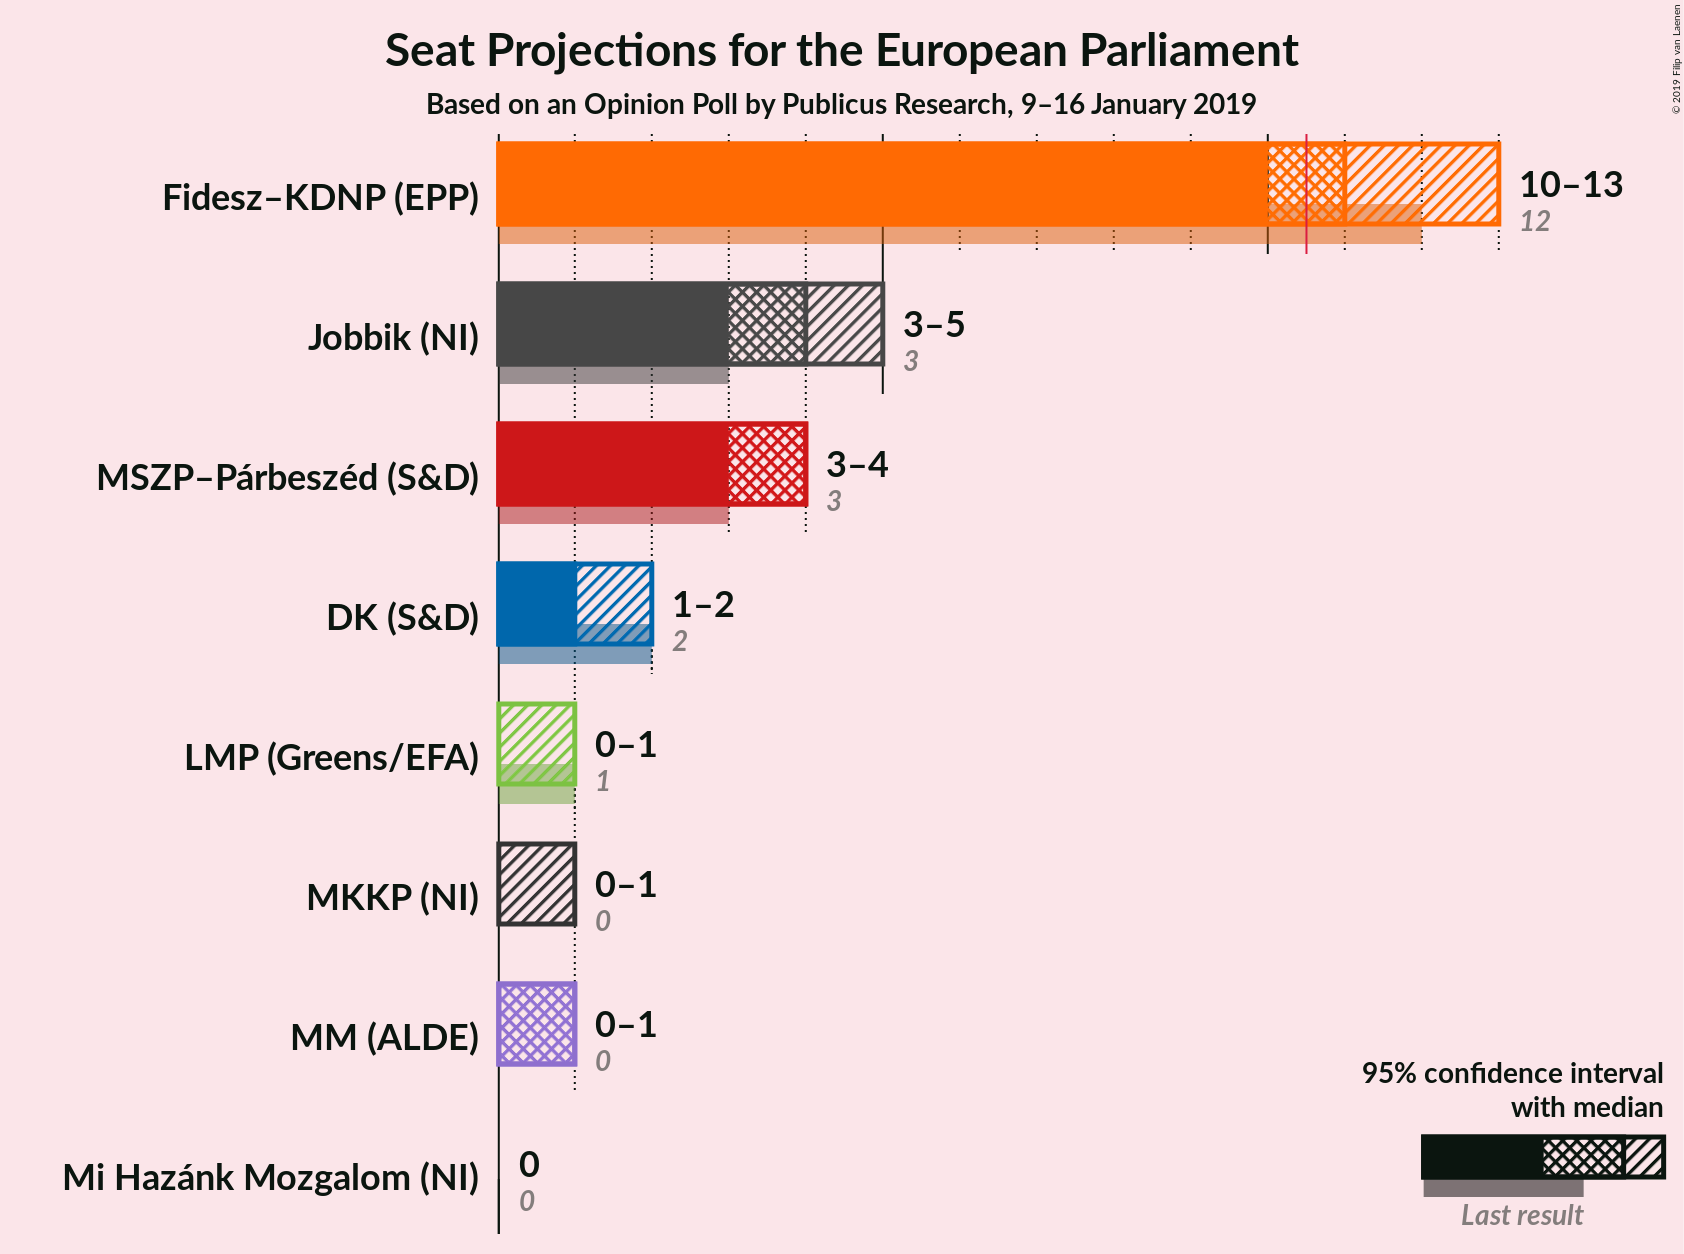 Seat Projections for the European Parliament
Based on an Opinion Poll by Publicus Research, 9–16 January 2019
© 2019 Filip van Laenen
Fidesz–KDNP (EPP)
10–13
12
Jobbik (NI)
3–5
3
MSZP–Párbeszéd (S&D)
3–4
3
DK (S&D)
1–2
2
LMP (Greens/EFA)
0–1
1
MKKP (NI)
0–1
0
MM (ALDE)
0–1
0
Mi Hazánk Mozgalom (NI)
0
0
95% confidence interval
with median
Last result